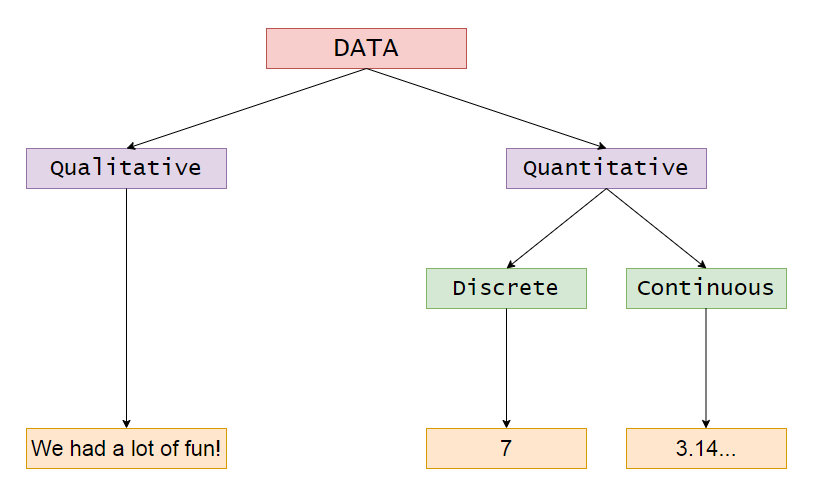 DATA
Qualitative
Quantitative
Discrete
Continuous
We had a lot of fun!
7
3.14...